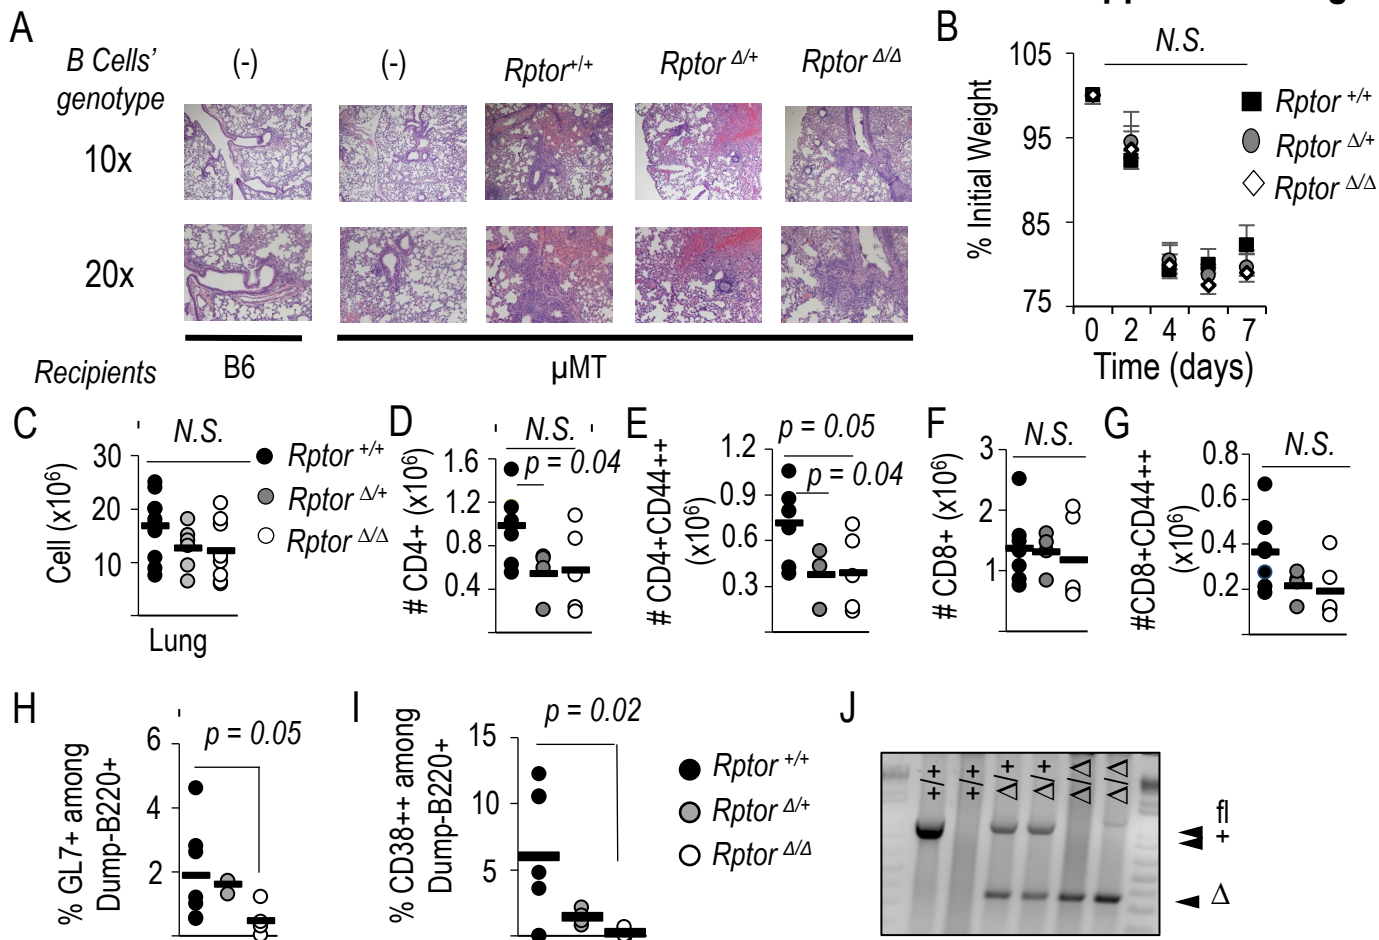 A
B Cells' genotype
(-)
(-)
Rptor+/+
Rptor Δ/+
Rptor Δ/Δ
10x
20x
Recipients
B6
µMT
B
N.S.
% Initial Weight
105
95
85
75
0 2 4 6 7
Time (days)
Rptor +/+
Rptor Δ/+
Rptor Δ/Δ
C
N.S.
Cell (x10⁶)
30
20
10
Lung
Rptor +/+
Rptor Δ/+
Rptor Δ/Δ
D
N.S.
p = 0.04
# CD4+ (x10⁶)
1.6
1.2
0.8
0.4
E
p = 0.05
p = 0.04
# CD4+CD44++
(x10⁶)
1.2
0.9
0.6
0.3
F
N.S.
# CD8+ (x10⁶)
3
2
1
G
N.S.
#CD8+CD44++
(x10⁶)
0.8
0.6
0.4
0.2
H
p = 0.05
% GL7+ among
Dump-B220+
6
4
2
I
p = 0.02
% CD38++ among
Dump-B220+
15
10
5
Rptor +/+
Rptor Δ/+
Rptor Δ/Δ
J
+/+
+/+
Δ/+
Δ/+
Δ/Δ
Δ/Δ
fl
+
Δ